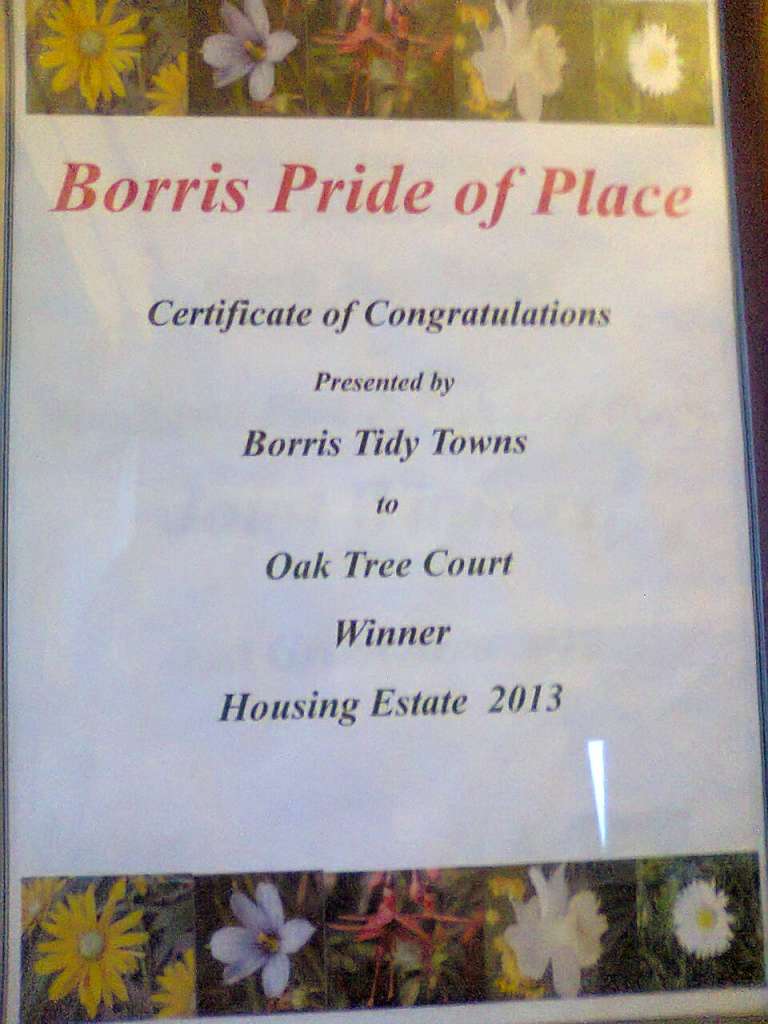 Borris Pride of Place
Certificate of Congratulations
Presented by
Borris Tidy Towns
to
Oak Tree Court
Winner
Housing Estate 2013